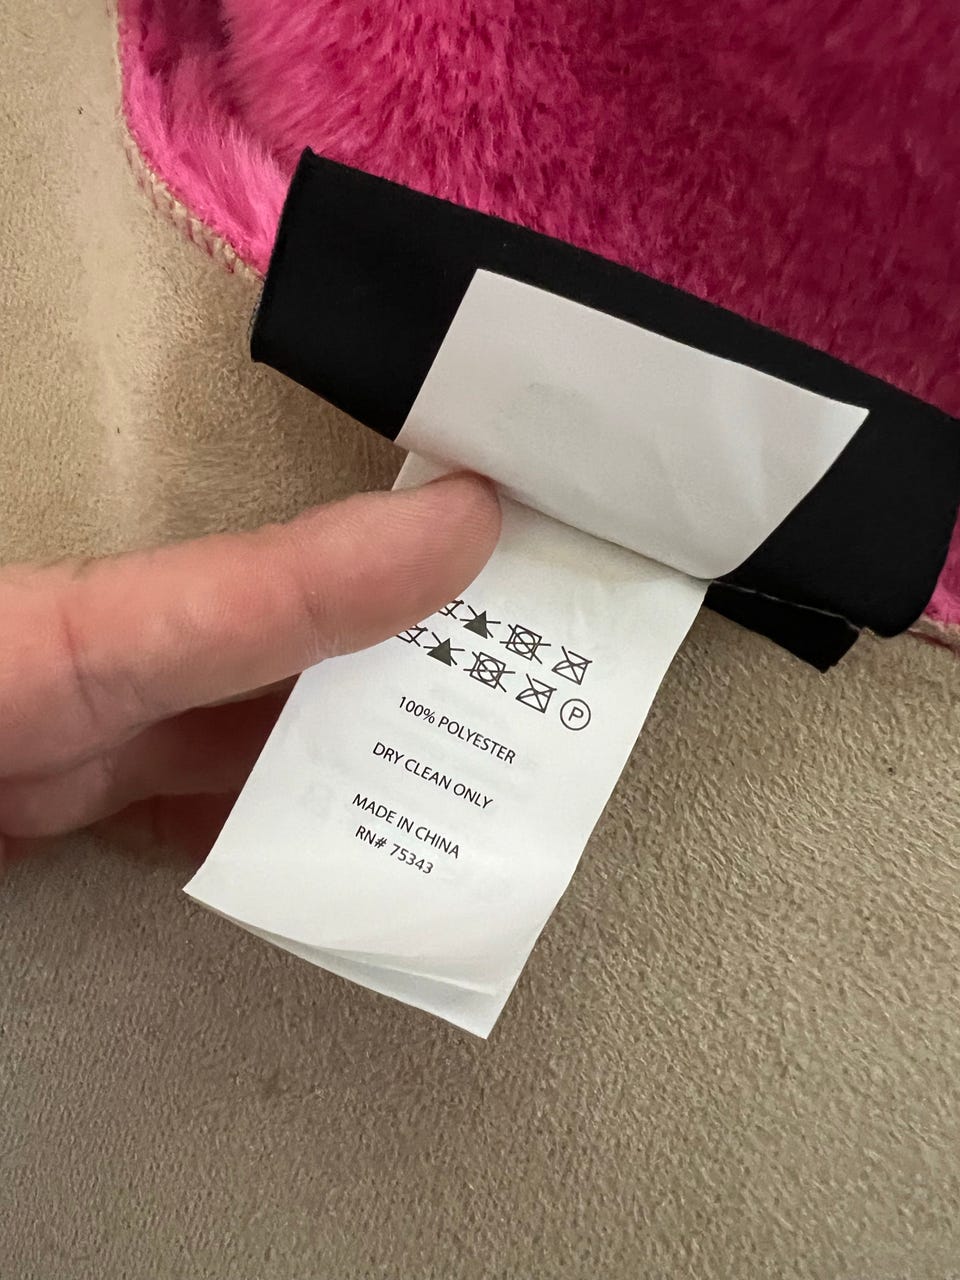 P
100% POLYESTER
DRY CLEAN ONLY
MADE IN CHINA
RN# 75343